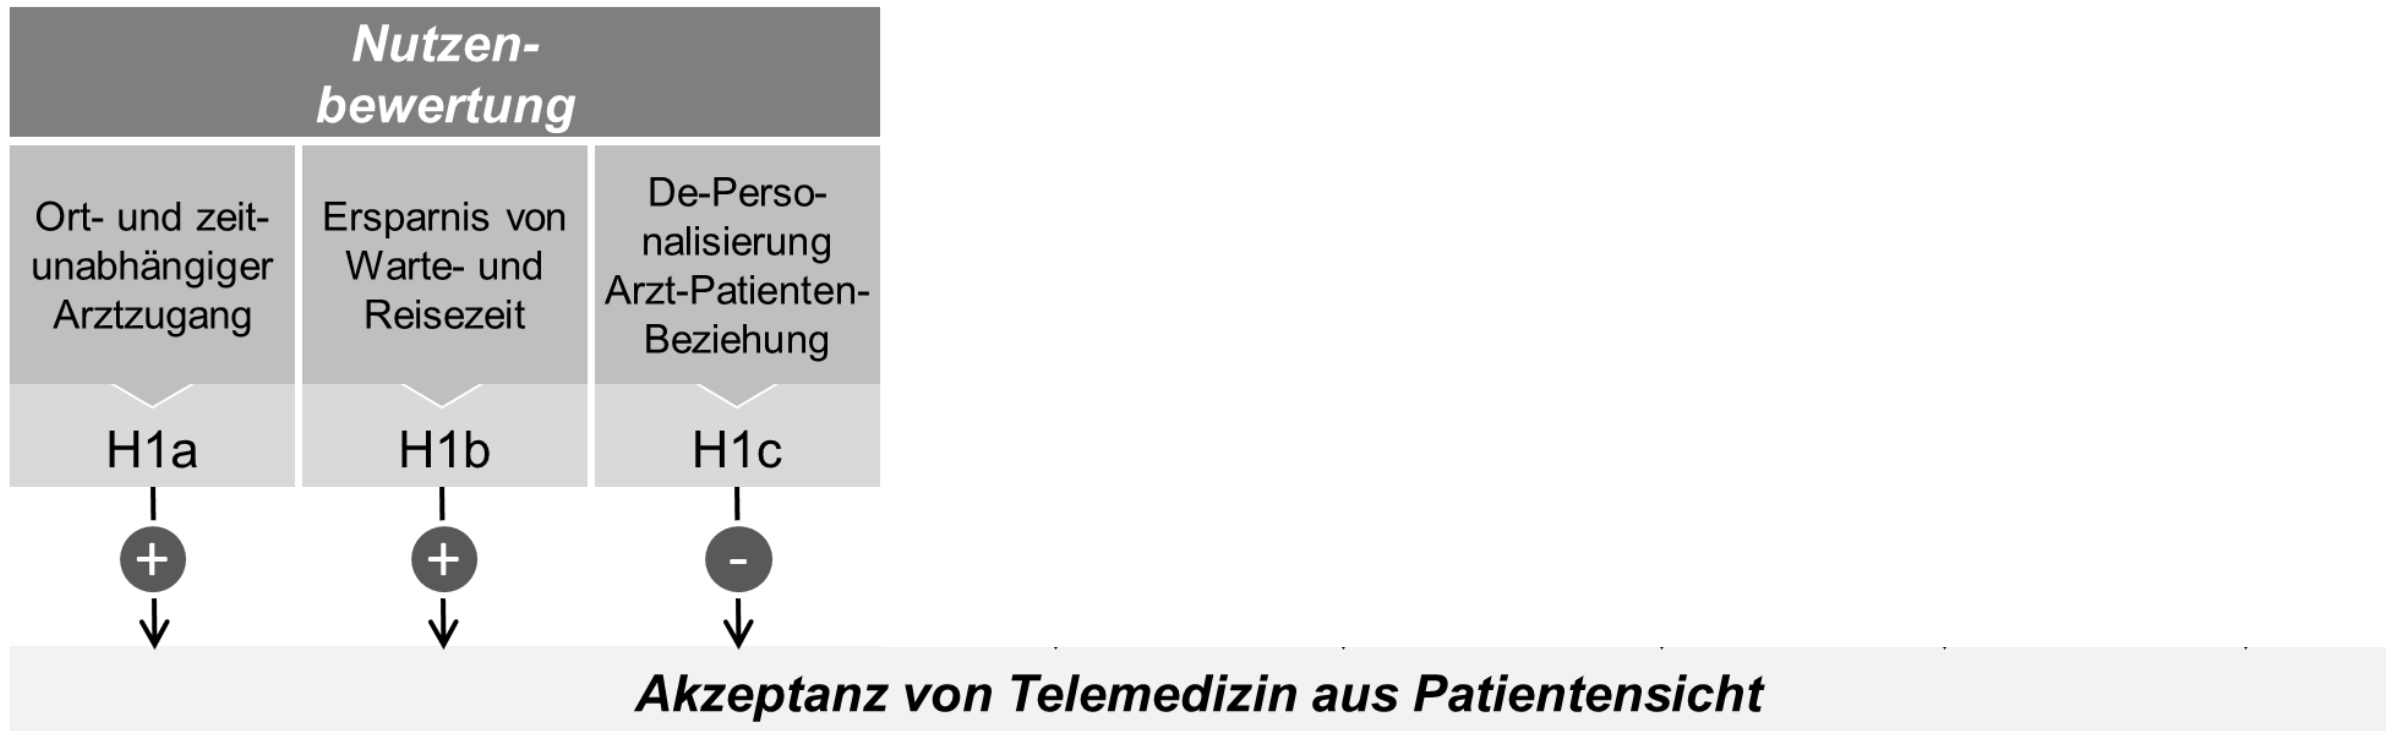 Nutzen-
bewertung
Ort- und zeit-
unabhängiger
Arztzugang
Ersparnis von
Warte- und
Reisezeit
De-Perso-
nalisierung
Arzt-Patienten-
Beziehung
H1a
H1b
H1c
+
+
-
Akzeptanz von Telemedizin aus Patientensicht